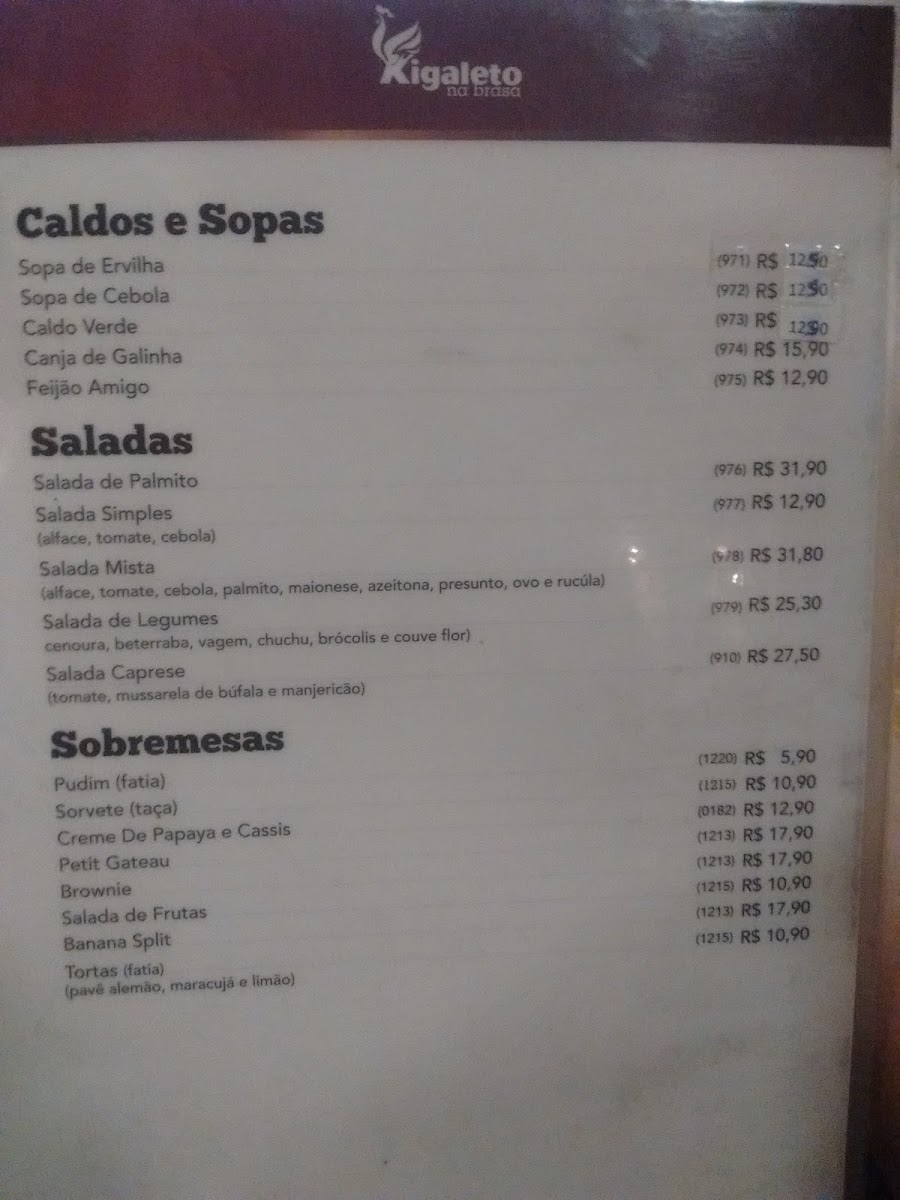 Kigaleto
na brasa
Caldos e Sopas
Sopa de Ervilha (971) R$ 12,90
Sopa de Cebola (972) R$ 12,90
Caldo Verde (973) R$ 12,90
Canja de Galinha (974) R$ 15,90
Feijão Amigo (975) R$ 12,90
Saladas
Salada de Palmito (976) R$ 31,90
Salada Simples (977) R$ 12,90
(alface, tomate, cebola)
Salada Mista (978) R$ 31,80
(alface, tomate, cebola, palmito, maionese, azeitona, presunto, ovo e rucúla)
Salada de Legumes (979) R$ 25,30
cenoura, beterraba, vagem, chuchu, brócolis e couve flor)
Salada Caprese (910) R$ 27,50
(tomate, mussarela de búfala e manjericão)
Sobremesas
Pudim (fatia) (1220) R$ 5,90
Sorvete (taça) (1215) R$ 10,90
Creme De Papaya e Cassis (0182) R$ 12,90
Petit Gateau (1213) R$ 17,90
Brownie (1213) R$ 17,90
Salada de Frutas (1215) R$ 10,90
Banana Split (1213) R$ 17,90
Tortas (fatia) (1215) R$ 10,90
(pavê alemão, maracujá e limão)